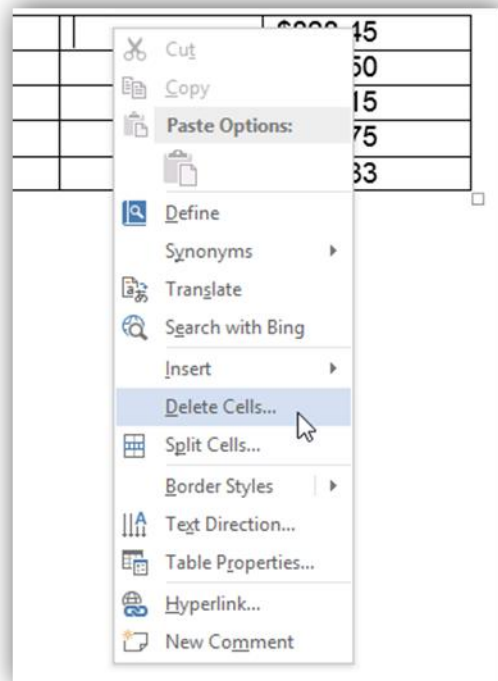 45
Cut
50
Copy
15
Paste Options:
75
33
Define
Synonyms
Translate
Search with Bing
Insert
Delete Cells...
Split Cells...
Border Styles
Text Direction...
Table Properties...
Hyperlink...
New Comment